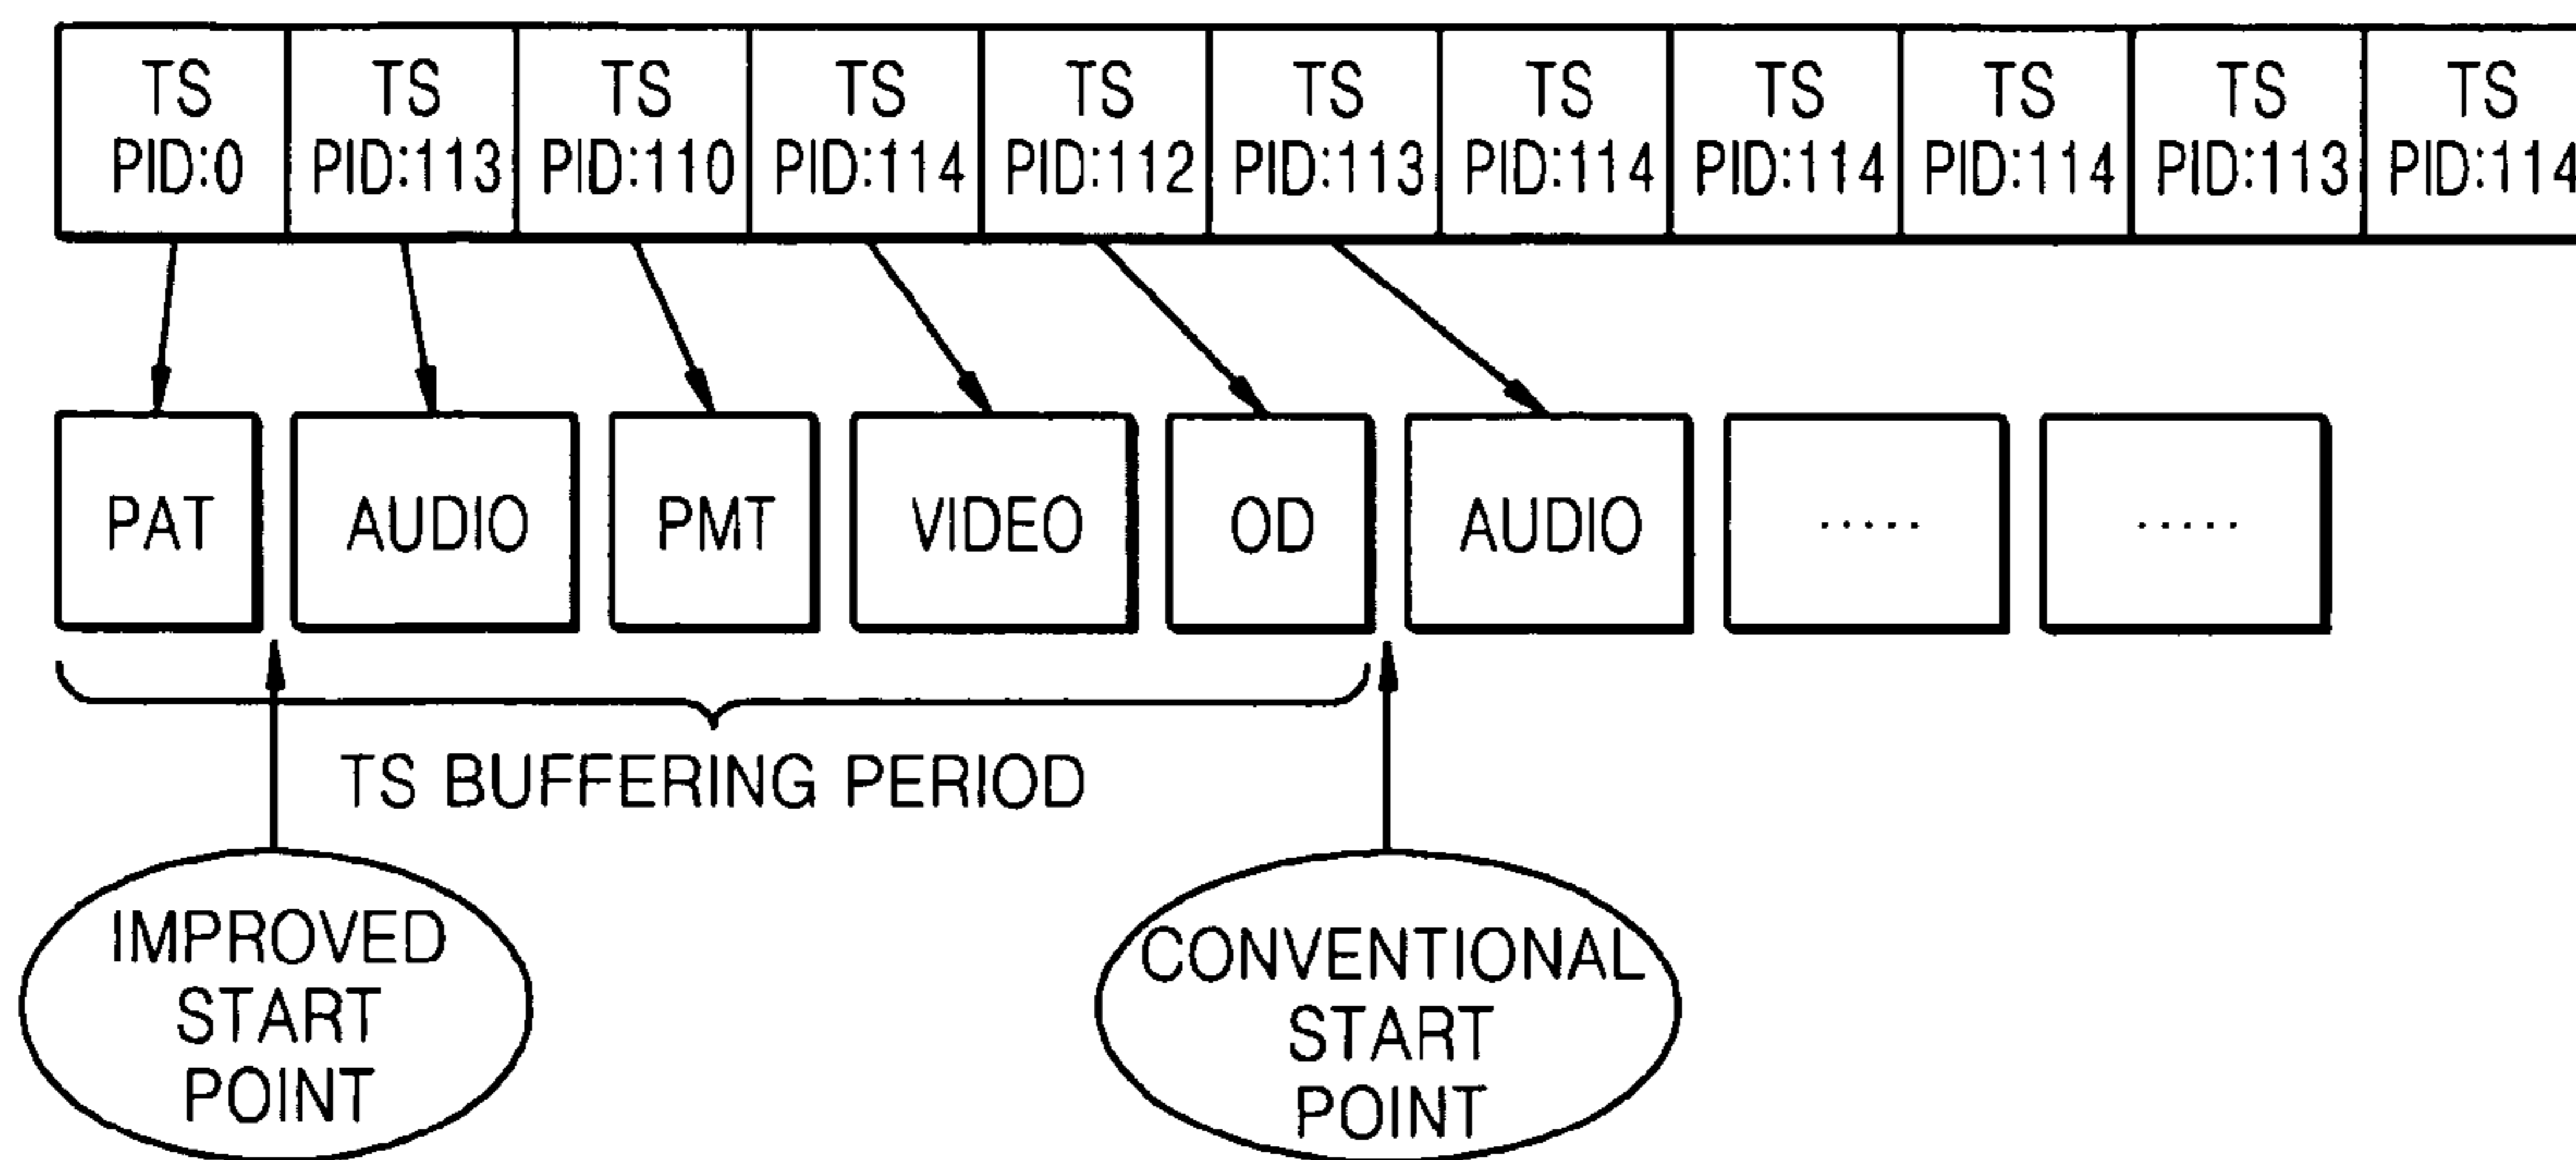 TS TS TS TS TS TS TS TS TS TS TS
PID:0 PID:113 PID:110 PID:114 PID:112 PID:113 PID:114 PID:114 PID:114 PID:113 PID:114
PAT AUDIO PMT VIDEO OD AUDIO ..... .....
TS BUFFERING PERIOD
IMPROVED
START
POINT
CONVENTIONAL
START
POINT